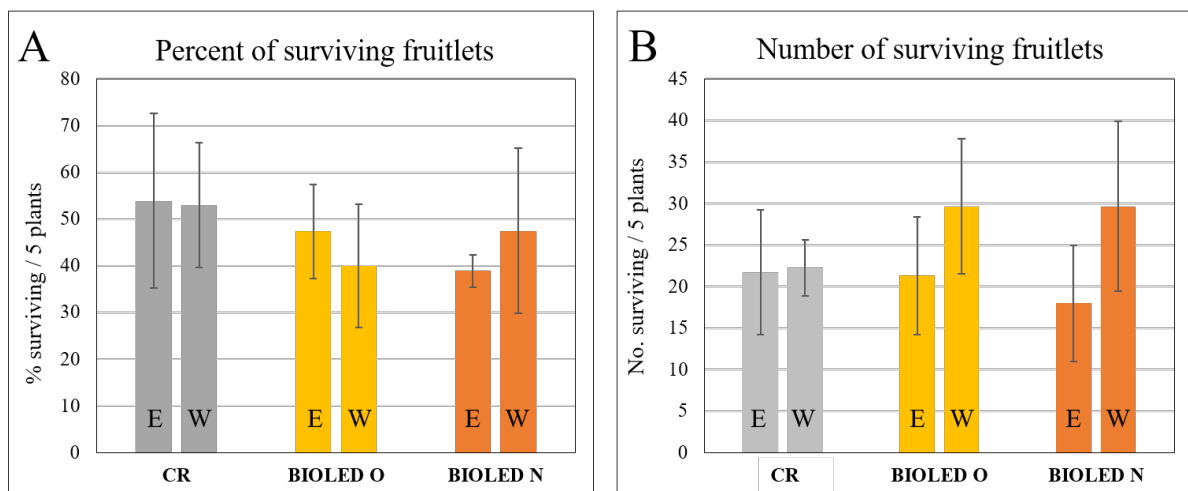 A
Percent of surviving fruitlets
% surviving / 5 plants
80
70
60
50
40
30
20
10
0
E W E W E W
CR BIOLED O BIOLED N
B
Number of surviving fruitlets
No. surviving / 5 plants
45
40
35
30
25
20
15
10
5
0
E W E W E W
CR BIOLED O BIOLED N